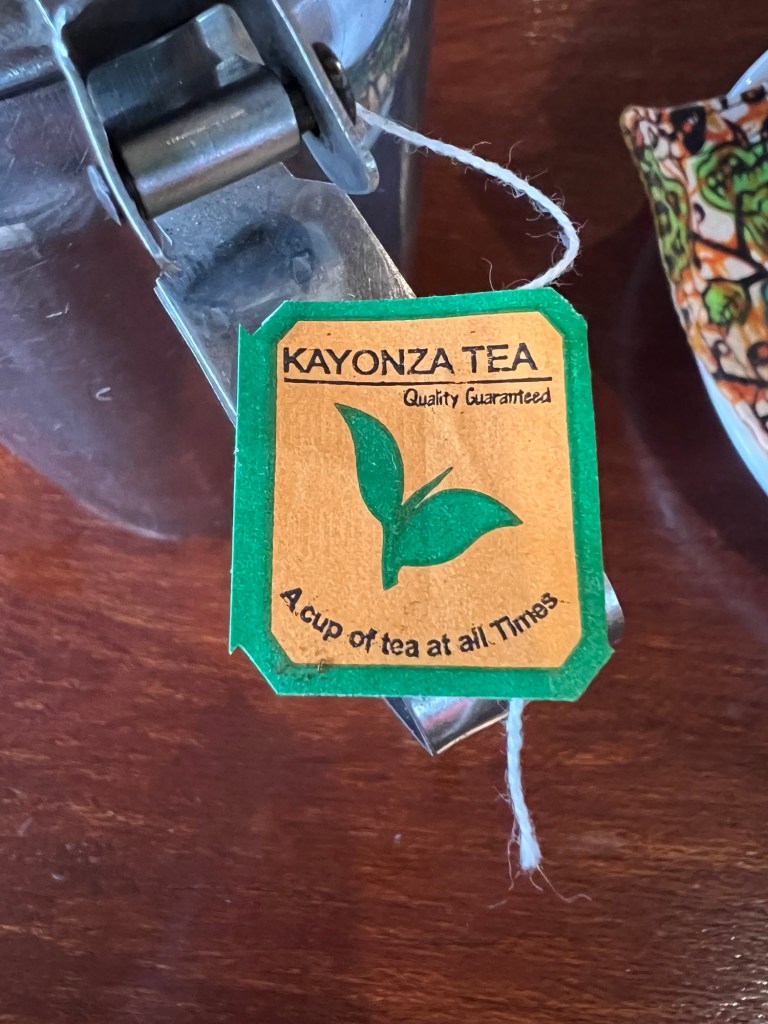 KAYONZA TEA
Quality Guaranteed
A cup of tea at all Times